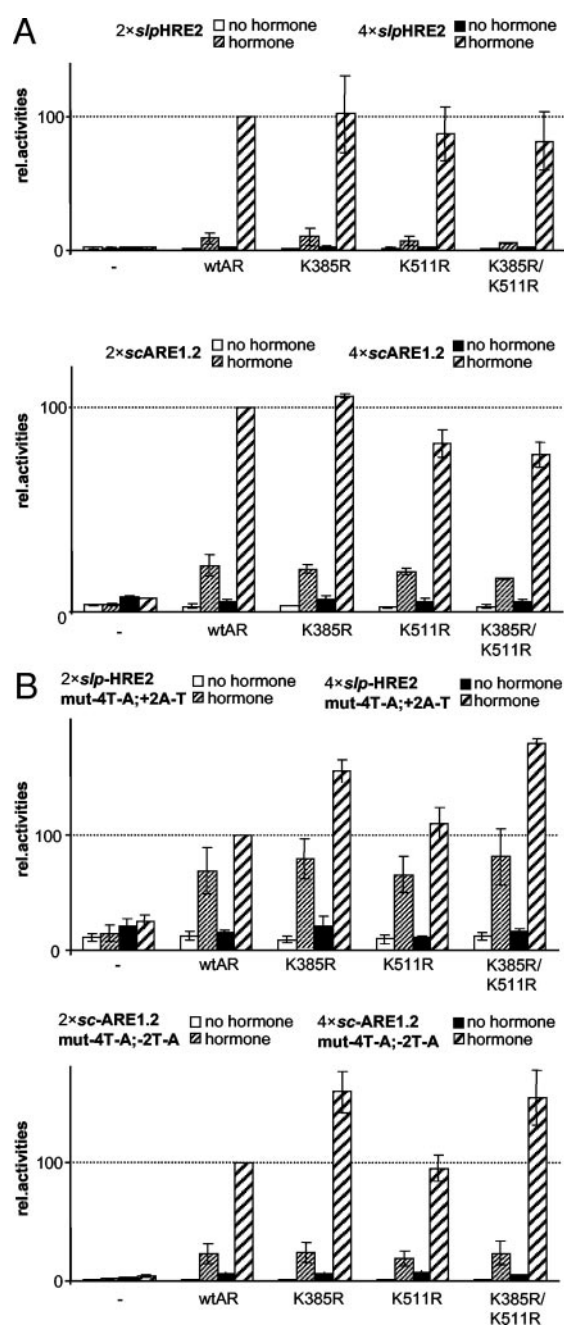 A
2×slpHRE2 no hormone 4×slpHRE2 no hormone
hormone hormone
rel.activities
100
0
- wtAR K385R K511R K385R/
K511R
2×scARE1.2 no hormone 4×scARE1.2 no hormone
hormone hormone
rel.activities
100
0
- wtAR K385R K511R K385R/
K511R
B
2×slp-HRE2 no hormone 4×slp-HRE2 no hormone
mut-4T-A;+2A-T hormone mut-4T-A;+2A-T hormone
rel.activities
100
0
- wtAR K385R K511R K385R/
K511R
2×sc-ARE1.2 no hormone 4×sc-ARE1.2 no hormone
mut-4T-A;-2T-A hormone mut-4T-A;-2T-A hormone
rel.activities
100
0
- wtAR K385R K511R K385R/
K511R